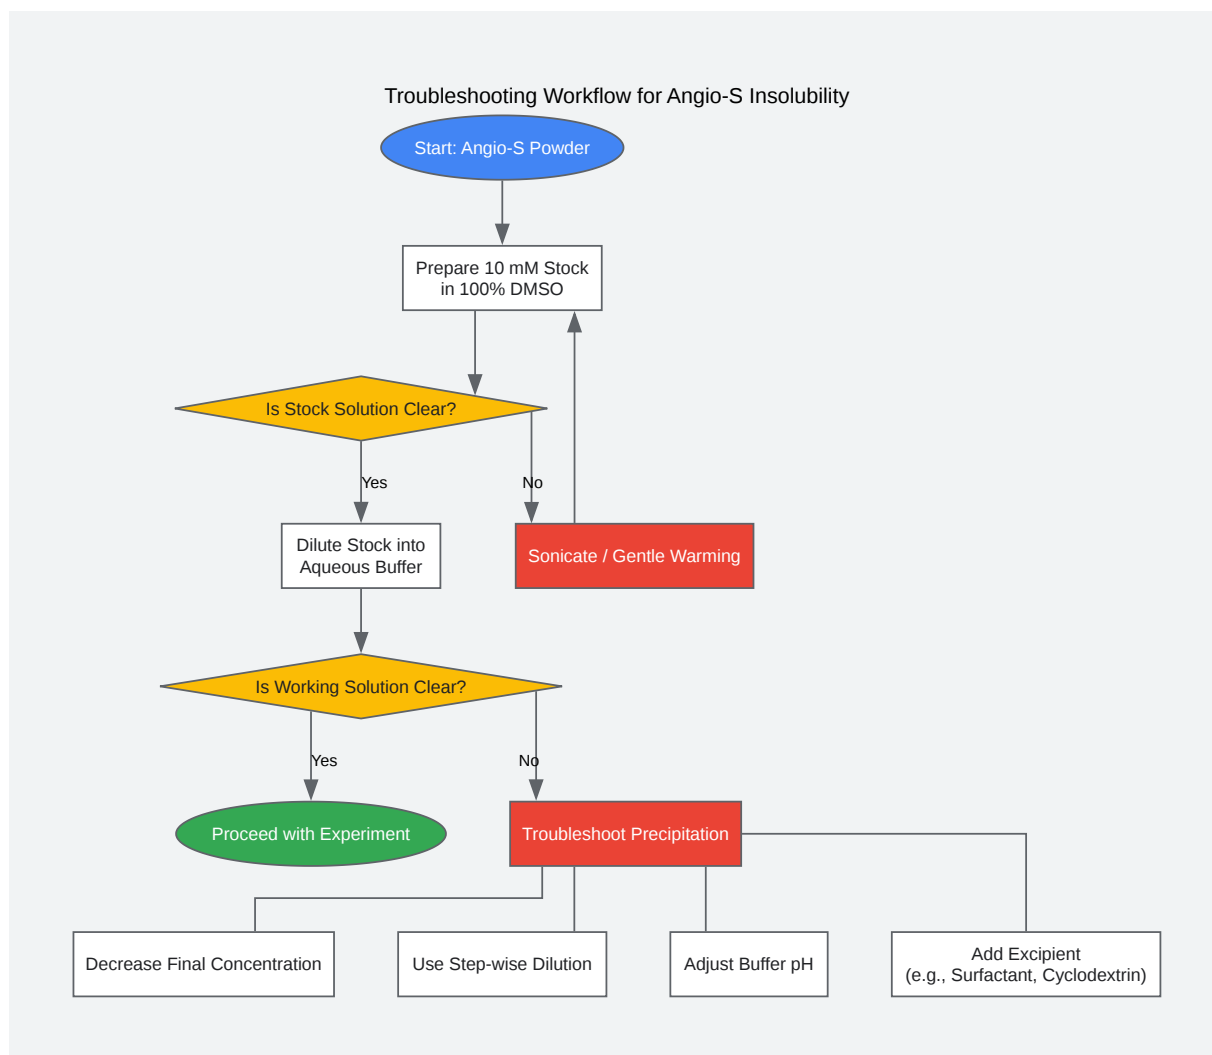 Troubleshooting Workflow for Angio-S Insolubility
Start: Angio-S Powder
Prepare 10 mM Stock
in 100% DMSO
Is Stock Solution Clear?
Yes
No
Dilute Stock into
Aqueous Buffer
Sonicate / Gentle Warming
Is Working Solution Clear?
Yes
No
Proceed with Experiment
Troubleshoot Precipitation
Decrease Final Concentration
Use Step-wise Dilution
Adjust Buffer pH
Add Excipient
(e.g., Surfactant, Cyclodextrin)